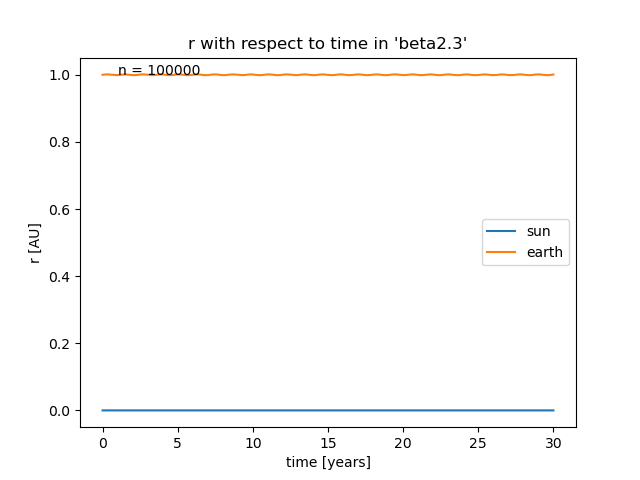 r with respect to time in 'beta2.3'
n = 100000
1.0
0.8
0.6
0.4
0.2
0.0
r [AU]
sun
earth
0 5 10 15 20 25 30
time [years]